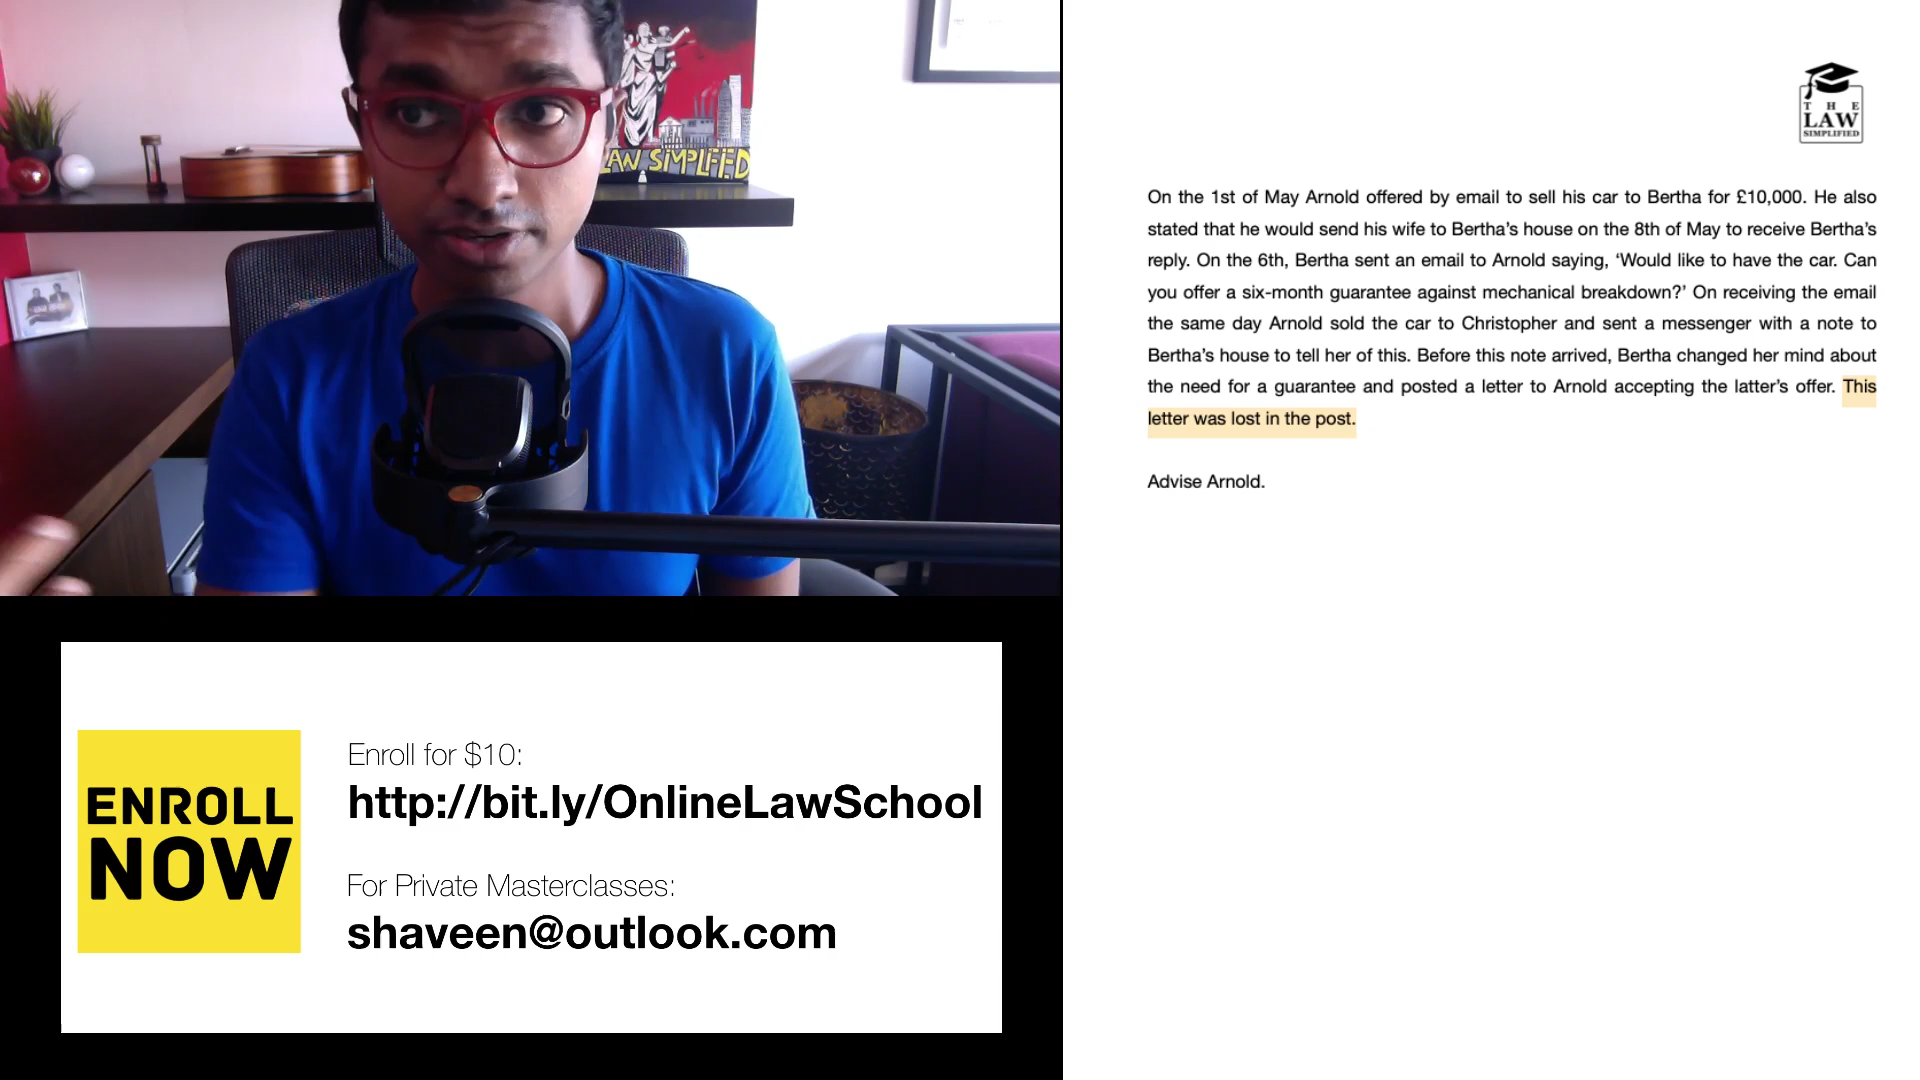 LAW SIMPLIFIED
THE
LAW
SIMPLIFIED
On the 1st of May Arnold offered by email to sell his car to Bertha for £10,000. He also
stated that he would send his wife to Bertha’s house on the 8th of May to receive Bertha’s
reply. On the 6th, Bertha sent an email to Arnold saying, ‘Would like to have the car. Can
you offer a six-month guarantee against mechanical breakdown?’ On receiving the email
the same day Arnold sold the car to Christopher and sent a messenger with a note to
Bertha’s house to tell her of this. Before this note arrived, Bertha changed her mind about
the need for a guarantee and posted a letter to Arnold accepting the latter’s offer. This
letter was lost in the post.
Advise Arnold.
ENROLL
NOW
Enroll for $10:
http://bit.ly/OnlineLawSchool
For Private Masterclasses:
shaveen@outlook.com